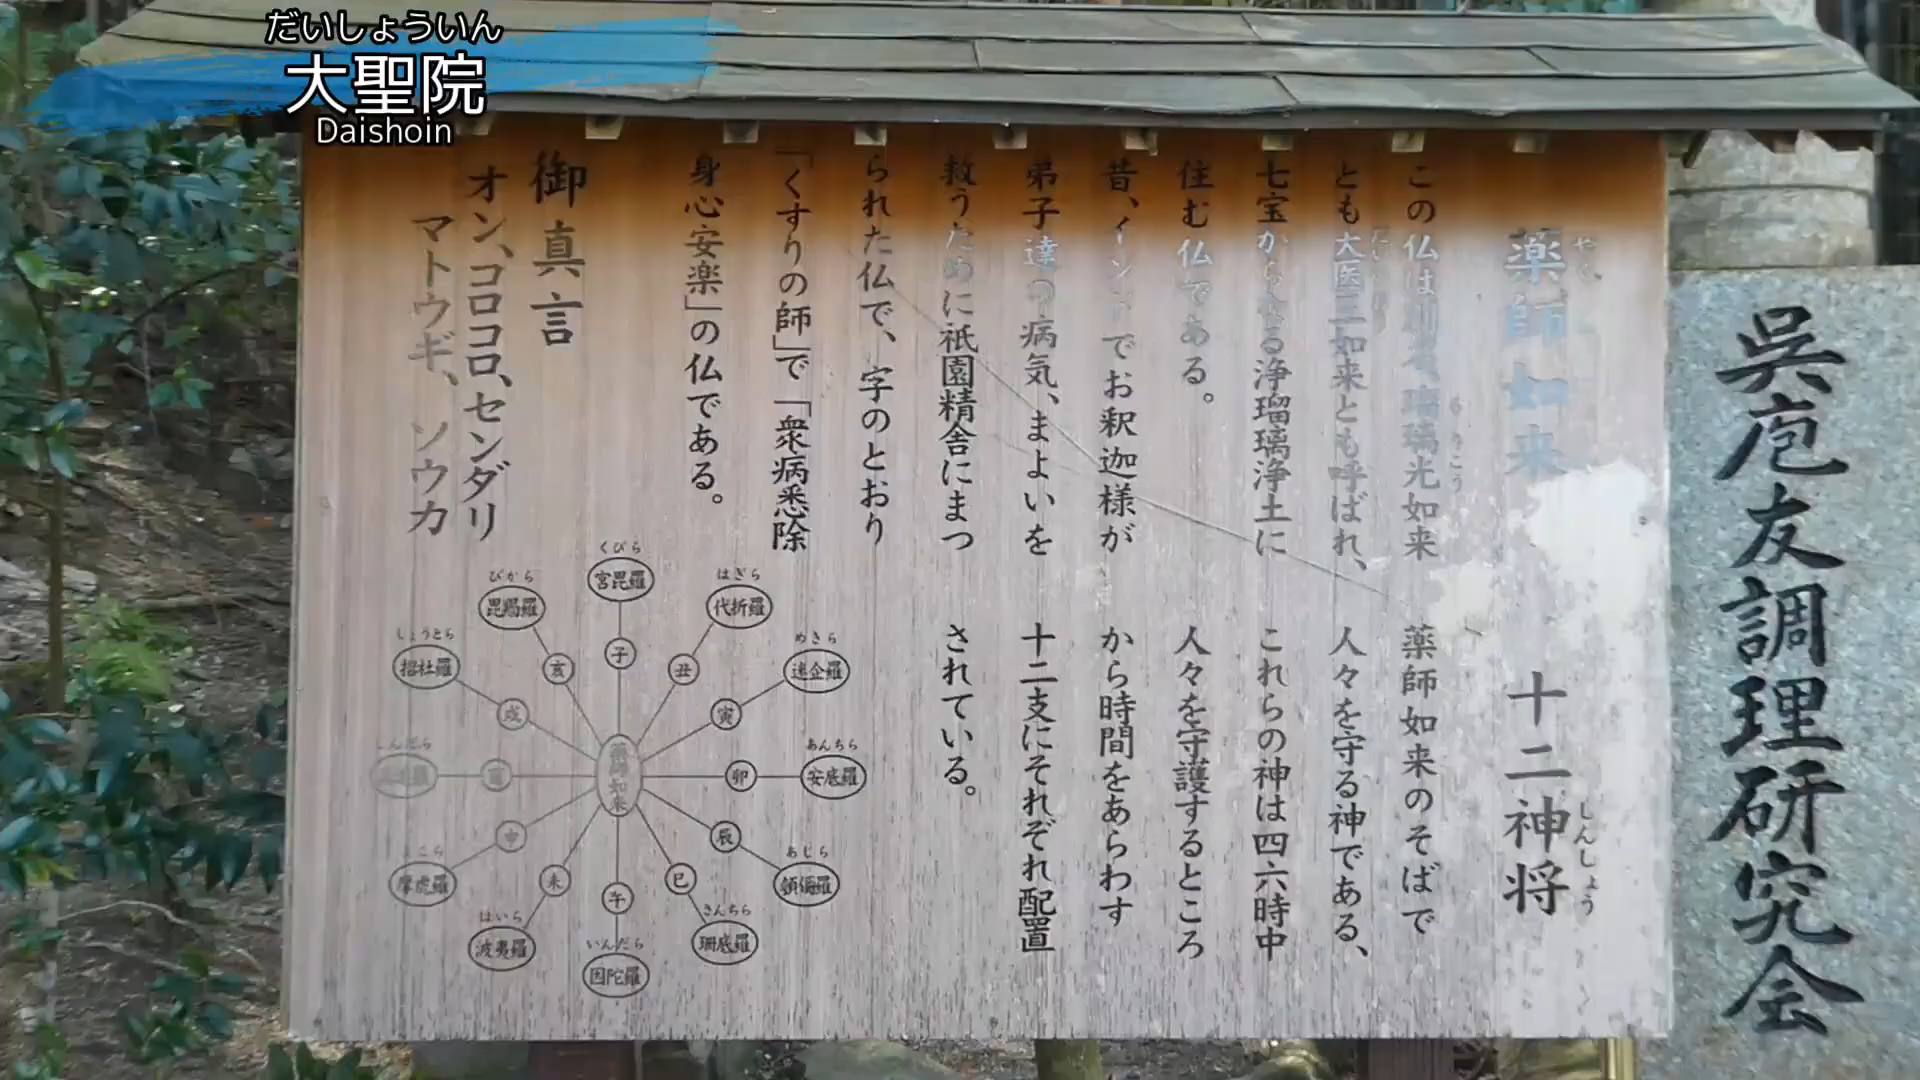 だいしょういん
大聖院
Daishoin
薬師如来
この仏は別名瑠璃光如来
とも大医王如来とも呼ばれ、
七宝からなる浄瑠璃浄土に
住む仏である。
昔、インドでお釈迦様が
弟子達の病気、まよいを
救うために祇園精舎にまつ
られた仏で、字のとおり
「くすりの師」で「衆病悉除
身心安楽」の仏である。
御真言
オン、コロコロ、センダリ
マトウギ、ソウカ
十二神将
しんしょう
薬師如来のそばで
人々を守る神である、
これらの神は四六時中
人々を守護するところ
から時間をあらわす
十二支にそれぞれ配置
されている。
くびら
宮毘羅
子
はぎら
代折羅
丑
めきら
迷企羅
寅
あんちら
安底羅
卯
あじら
頞儞羅
辰
さんちら
珊底羅
巳
いんだら
因陀羅
午
はいら
波夷羅
未
まこら
摩虎羅
申
しんだら
酉
しょうとら
招杜羅
戌
びから
毘羯羅
亥
薬師如来
呉庖友調理研究会